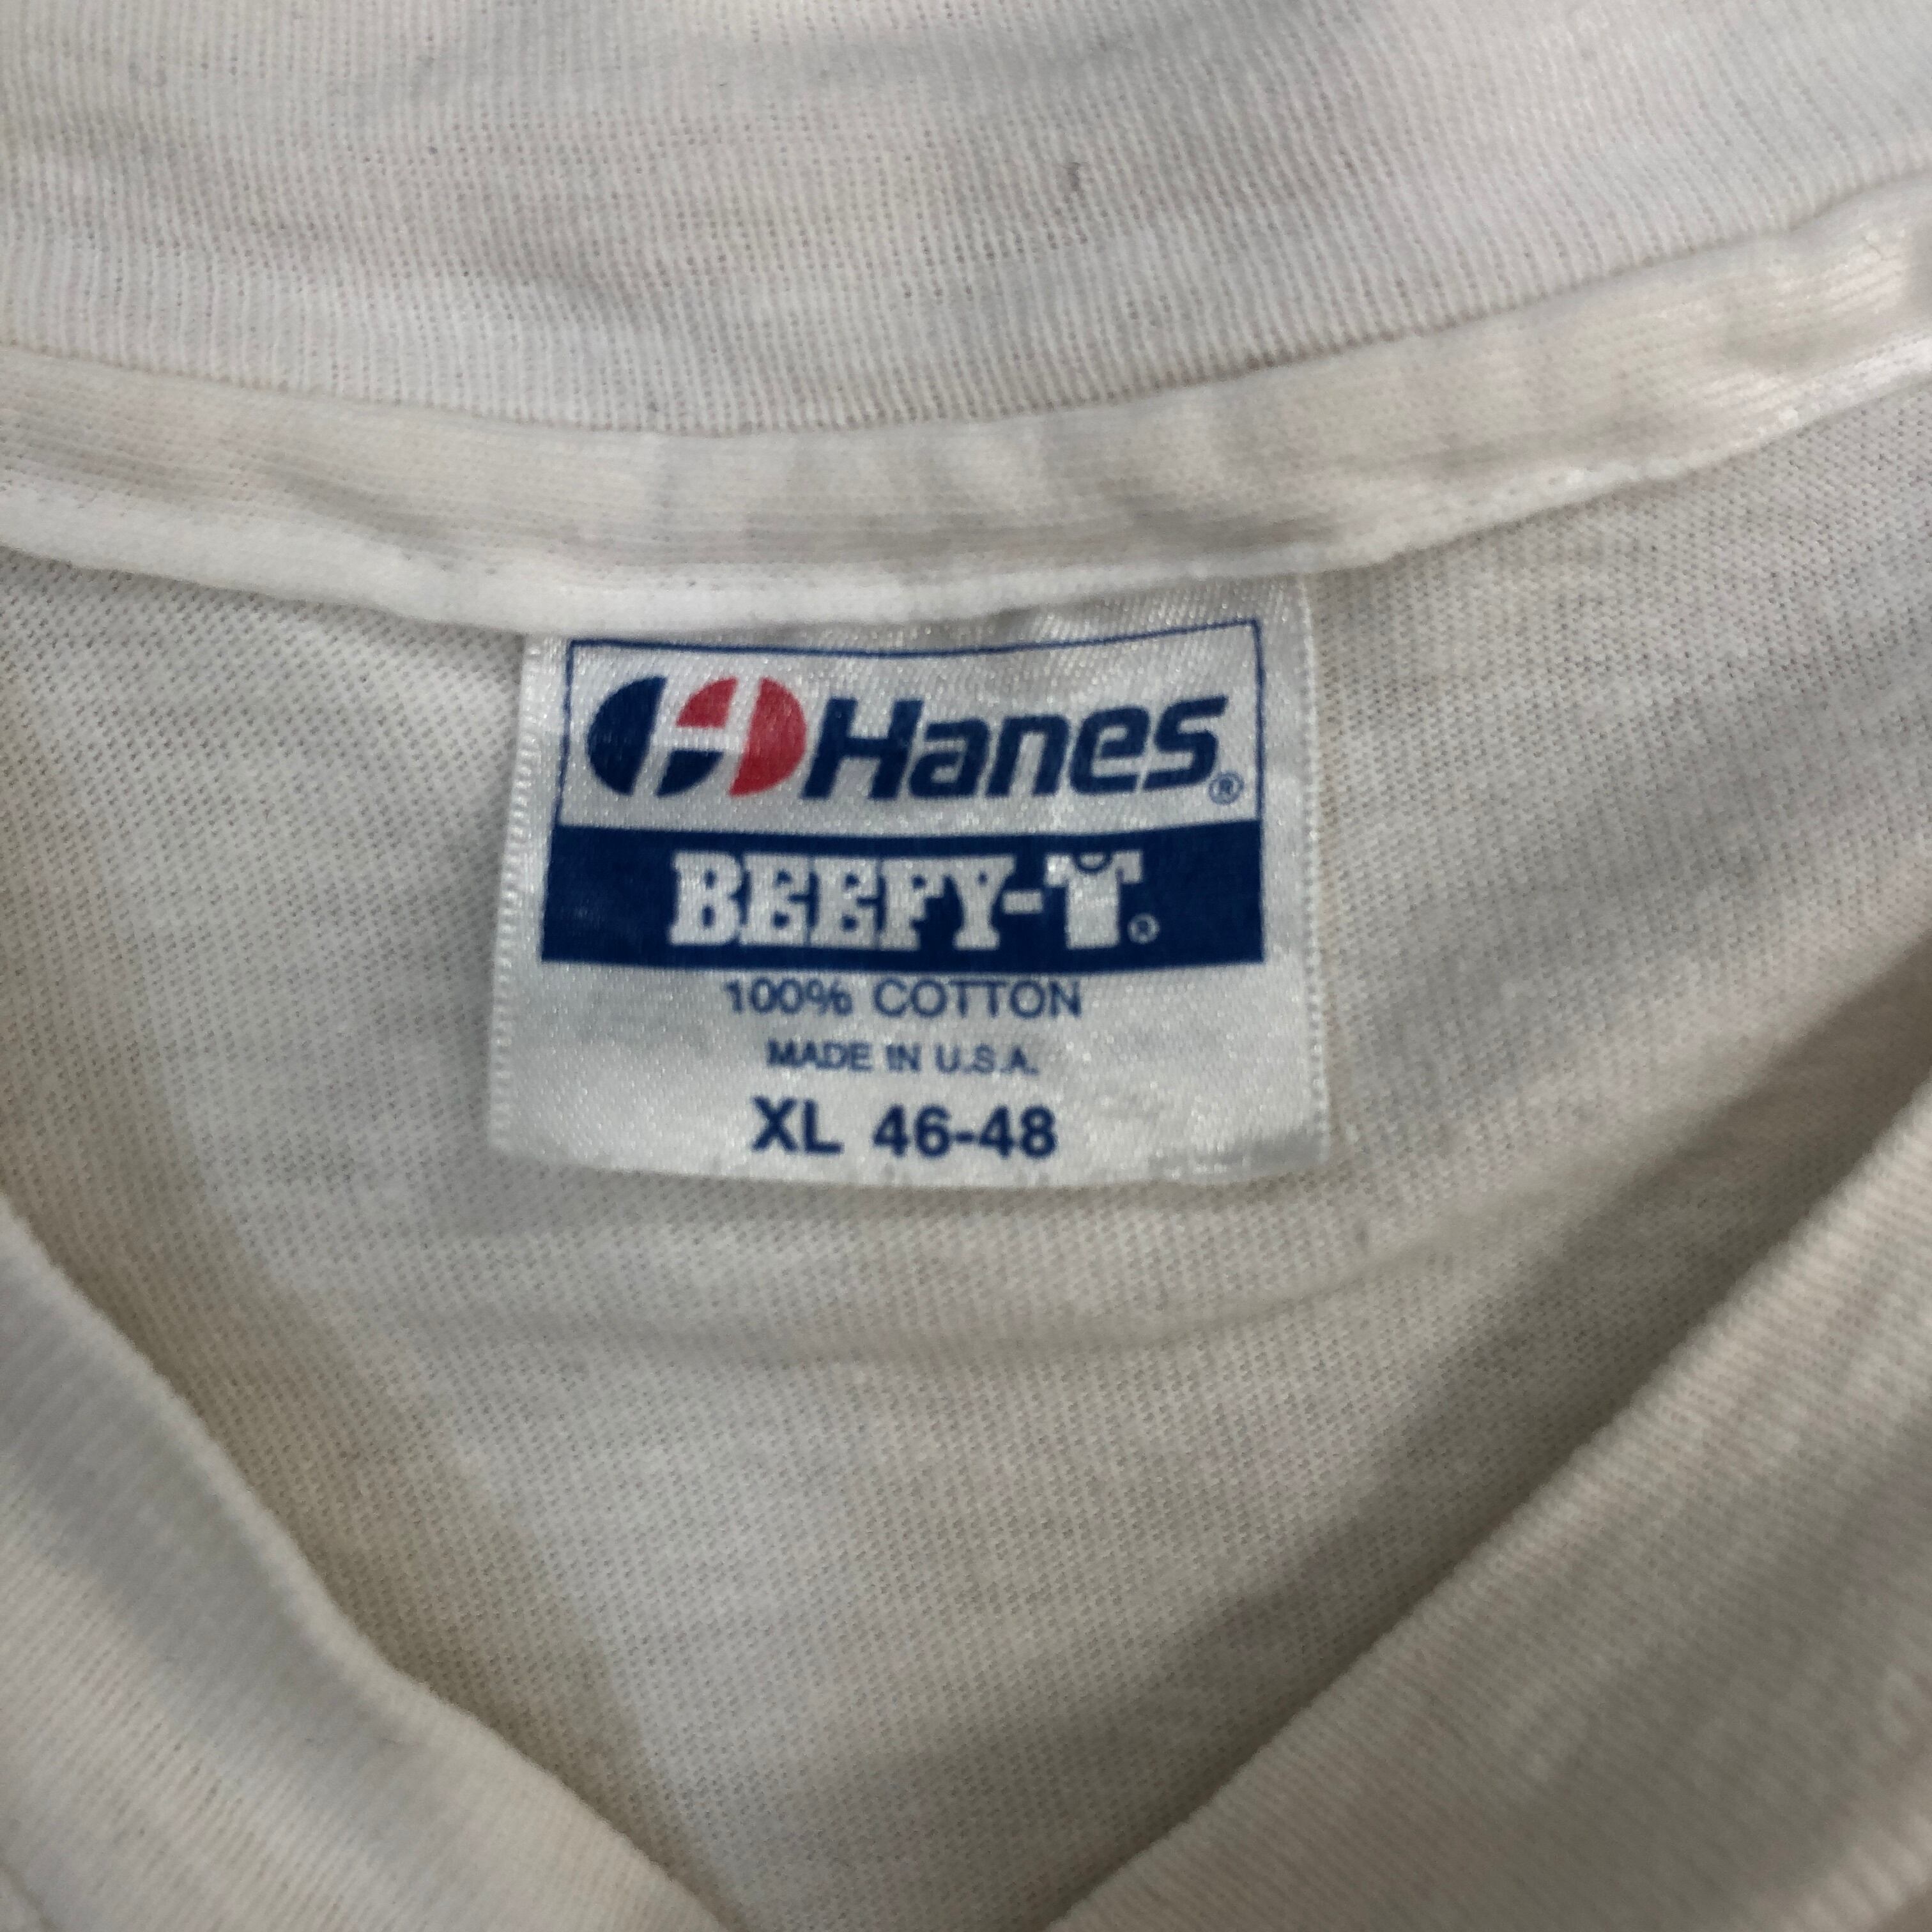 Hanes®
BEEFY-T®
100% COTTON
MADE IN U.S.A.
XL 46-48